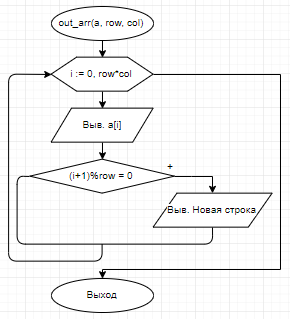 out_arr(a, row, col)
i := 0, row*col
Выв. a[i]
(i+1)%row = 0
+
Выв. Новая строка
Выход